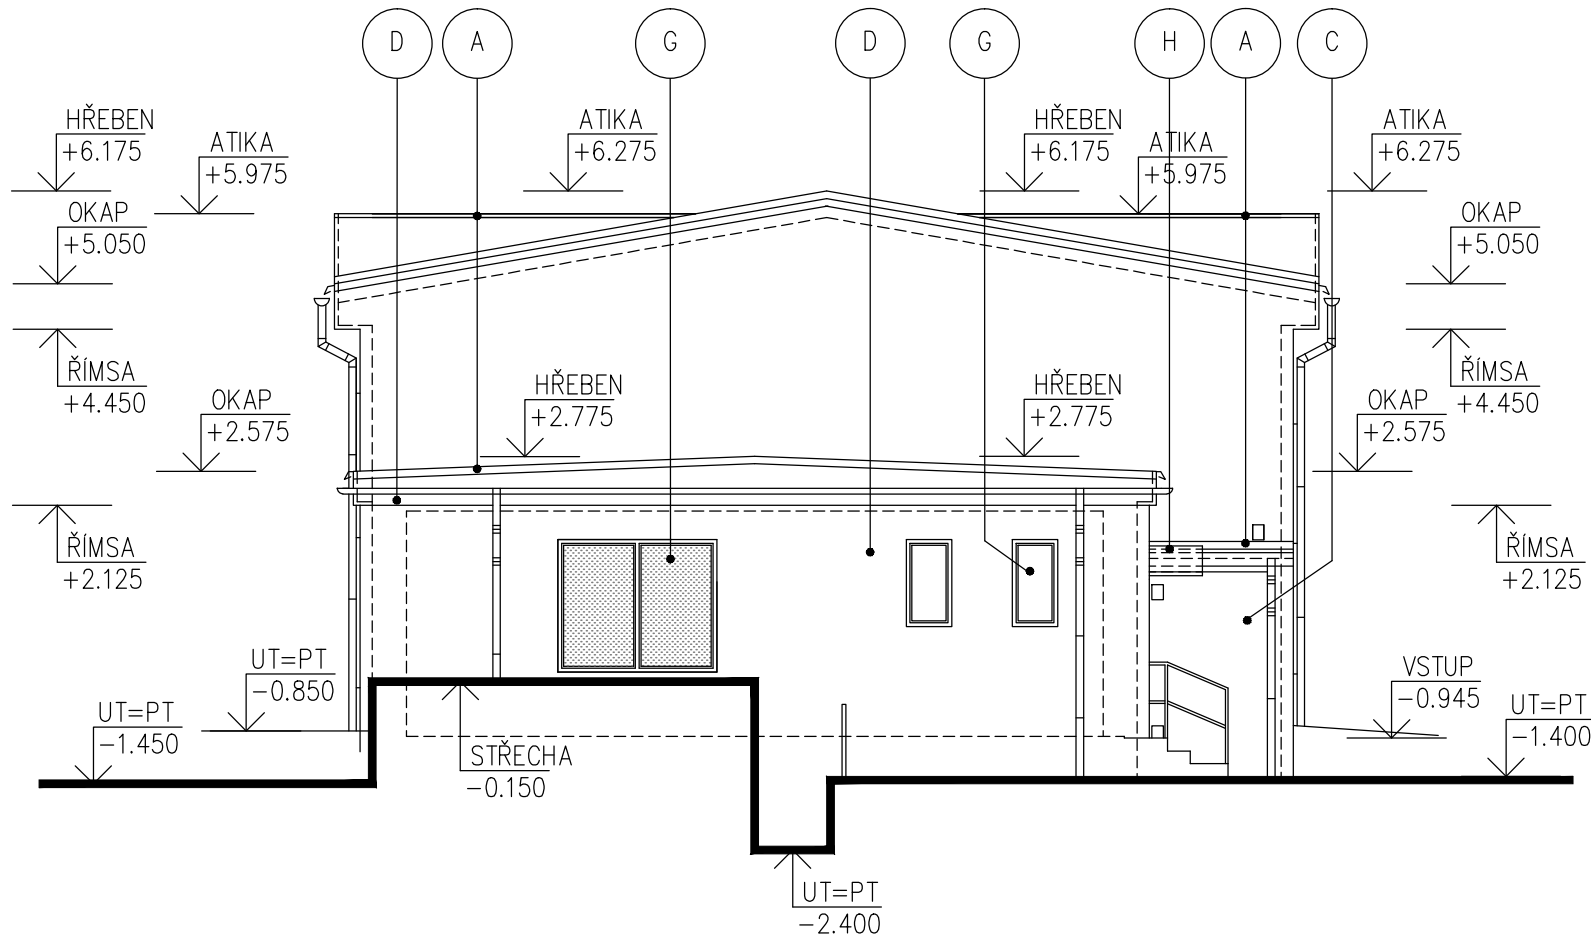 D A G D G H A C
HŘEBEN
+6.175
ATIKA
+5.975
ATIKA
+6.275
HŘEBEN
+6.175
ATIKA
+5.975
ATIKA
+6.275
OKAP
+5.050
OKAP
+5.050
ŘÍMSA
+4.450
OKAP
+2.575
HŘEBEN
+2.775
HŘEBEN
+2.775
OKAP
+2.575
ŘÍMSA
+4.450
ŘÍMSA
+2.125
ŘÍMSA
+2.125
UT=PT
-0.850
UT=PT
-1.450
STŘECHA
-0.150
VSTUP
-0.945
UT=PT
-1.400
UT=PT
-2.400